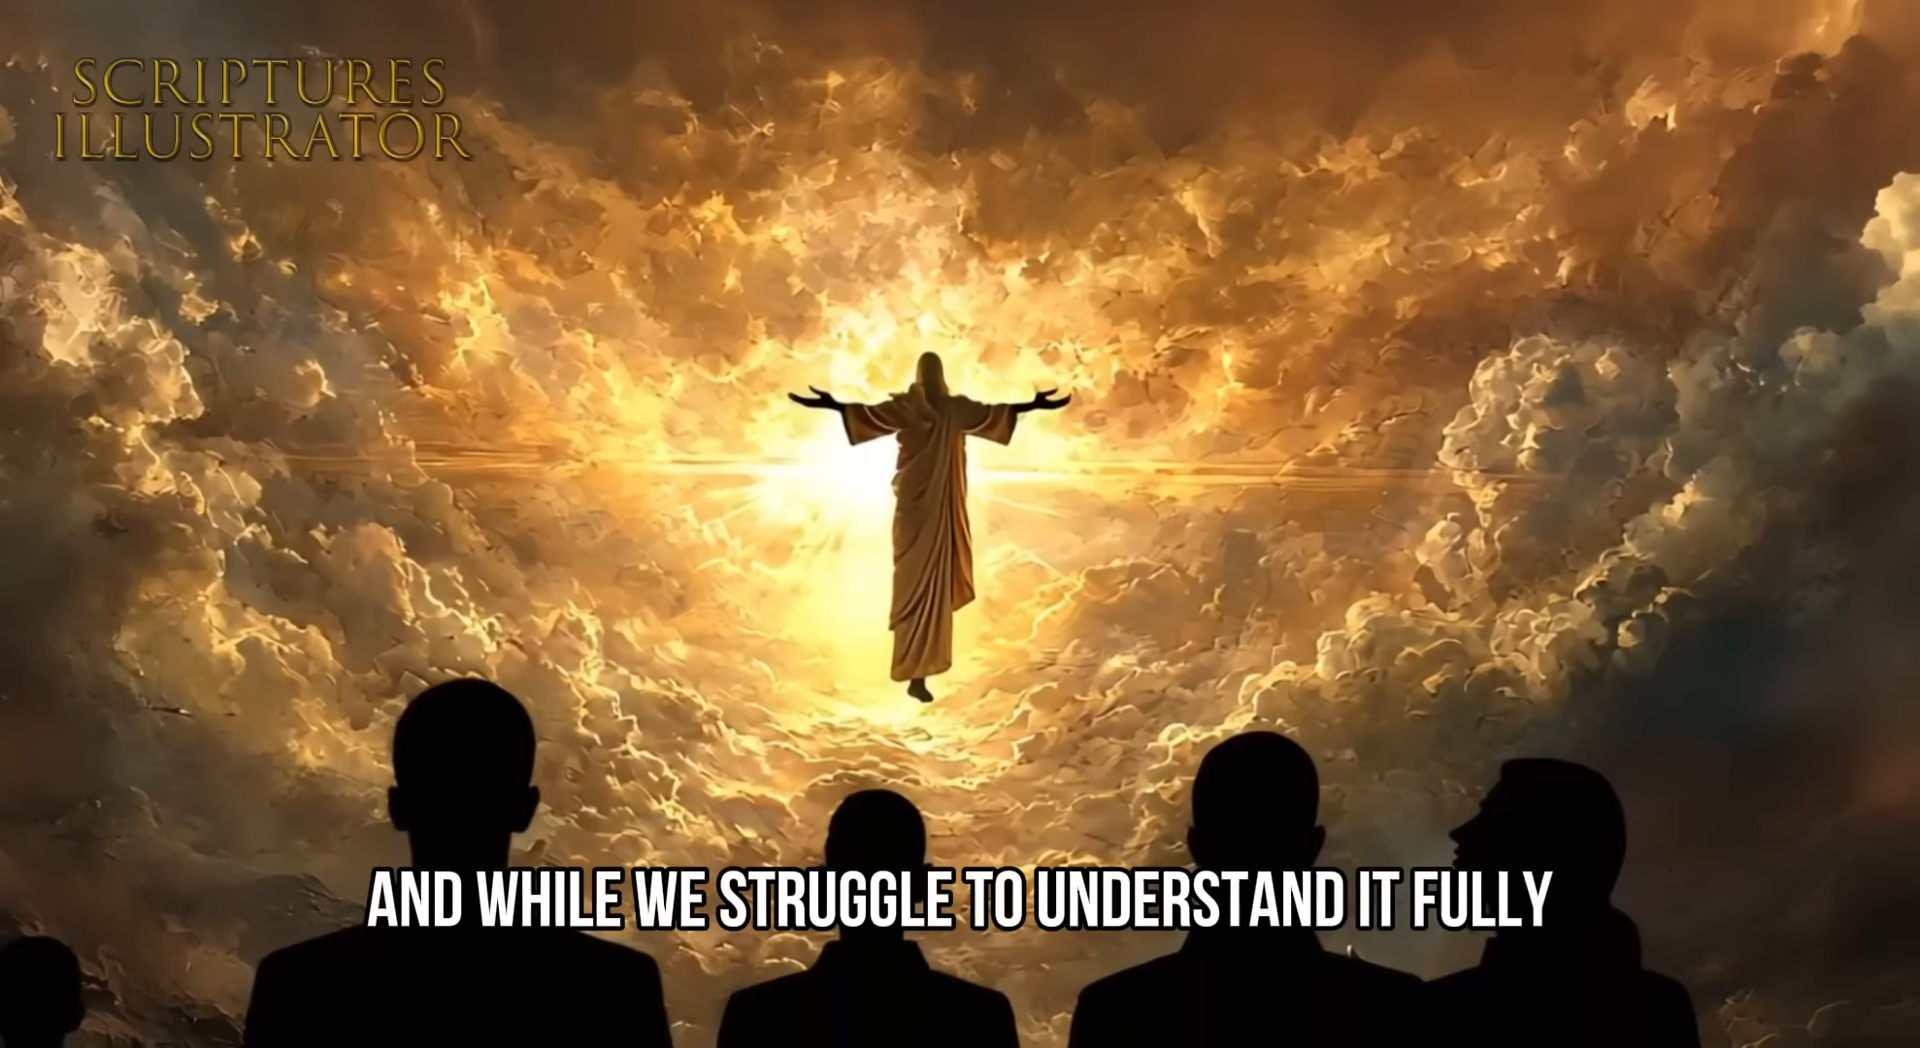 SCRIPTURES
ILLUSTRATOR
AND WHILE WE STRUGGLE TO UNDERSTAND IT FULLY